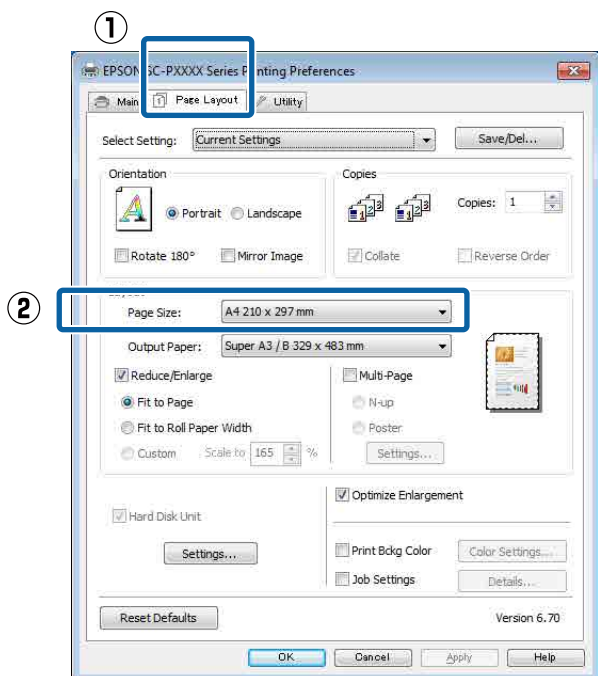 ①
EPSON SC-PXXXX Series Printing Preferences
Main Page Layout Utility
Select Setting: Current Settings Save/Del...
Orientation Copies
Portrait Landscape Copies: 1
Rotate 180° Mirror Image Collate Reverse Order
②
Page Size: A4 210 x 297 mm
Output Paper: Super A3 / B 329 x 483 mm
Reduce/Enlarge Multi-Page
Fit to Page N-up
Fit to Roll Paper Width Poster
Custom Scale to 165 % Settings...
Optimize Enlargement
Hard Disk Unit
Settings... Print Bckg Color Color Settings...
Job Settings Details...
Reset Defaults Version 6.70
OK Cancel Apply Help